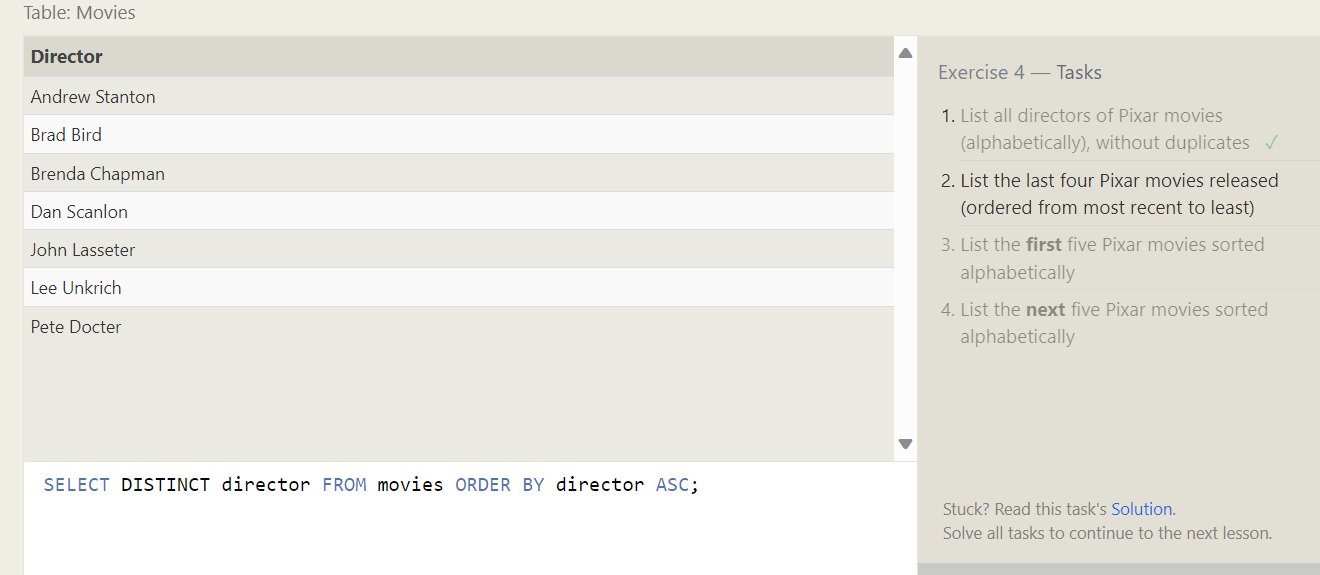 Table: Movies
Director
Andrew Stanton
Brad Bird
Brenda Chapman
Dan Scanlon
John Lasseter
Lee Unkrich
Pete Docter
SELECT DISTINCT director FROM movies ORDER BY director ASC;
Exercise 4 — Tasks
1. List all directors of Pixar movies
(alphabetically), without duplicates ✓
2. List the last four Pixar movies released
(ordered from most recent to least)
3. List the first five Pixar movies sorted
alphabetically
4. List the next five Pixar movies sorted
alphabetically
Stuck? Read this task's Solution.
Solve all tasks to continue to the next lesson.